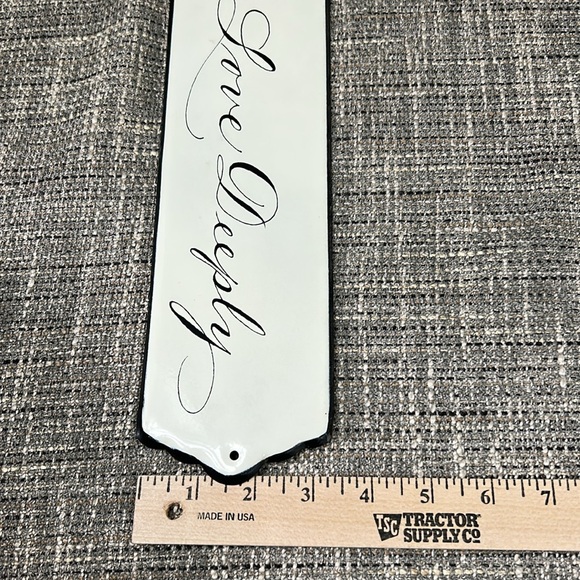 Love Deeply
1 2 3 4 5 6 7
MADE IN USA
TSC TRACTOR
SUPPLY CO